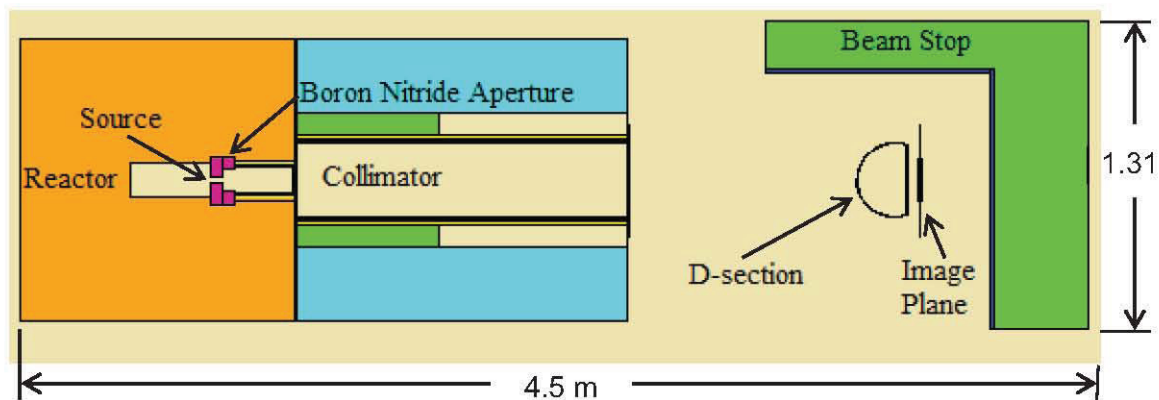 Beam Stop
Boron Nitride Aperture
Source
Reactor
Collimator
1.31
D-section
Image
Plane
4.5 m